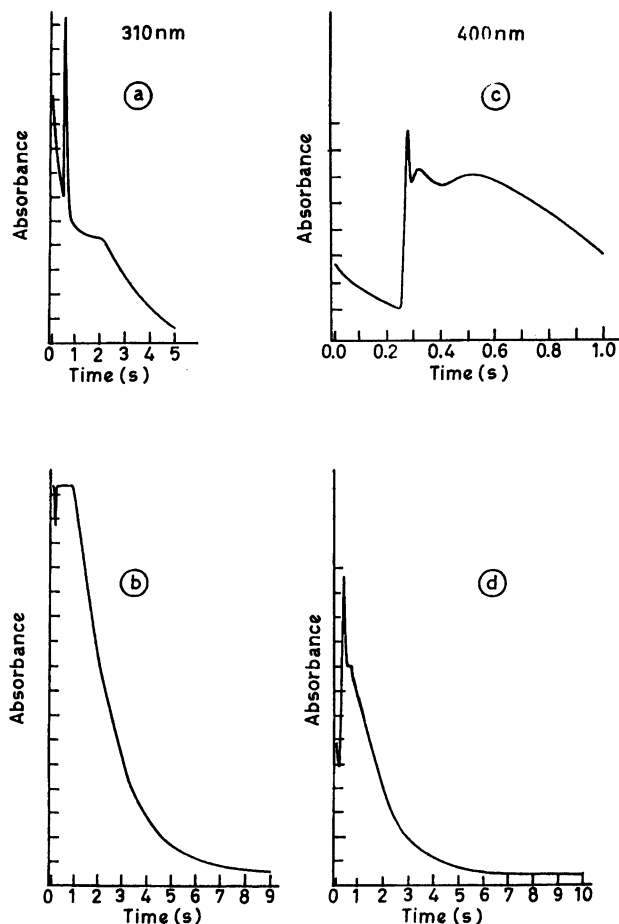 310nm
400nm
a
c
Absorbance
Absorbance
0 1 2 3 4 5
0.0 0.2 0.4 0.6 0.8 1.0
Time (s)
Time (s)
b
d
Absorbance
Absorbance
0 1 2 3 4 5 6 7 8 9
0 1 2 3 4 5 6 7 8 9 10
Time (s)
Time (s)